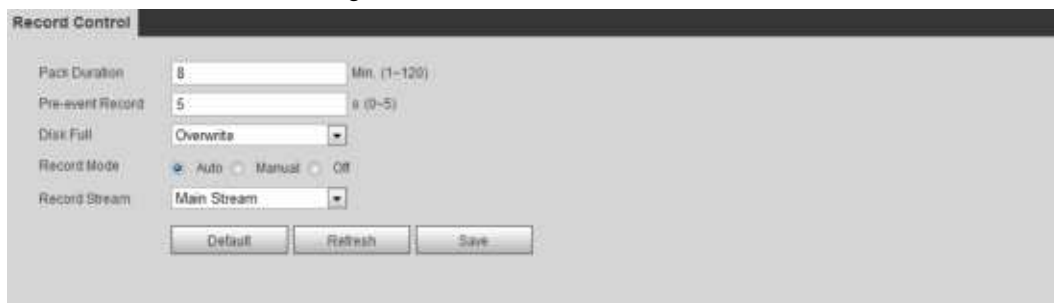 Record Control
Pack Duration 8 Min. (1~120)
Pre-event Record 5 s (0~5)
Disk Full Overwrite
Record Mode Auto Manual Off
Record Stream Main Stream
Default Refresh Save